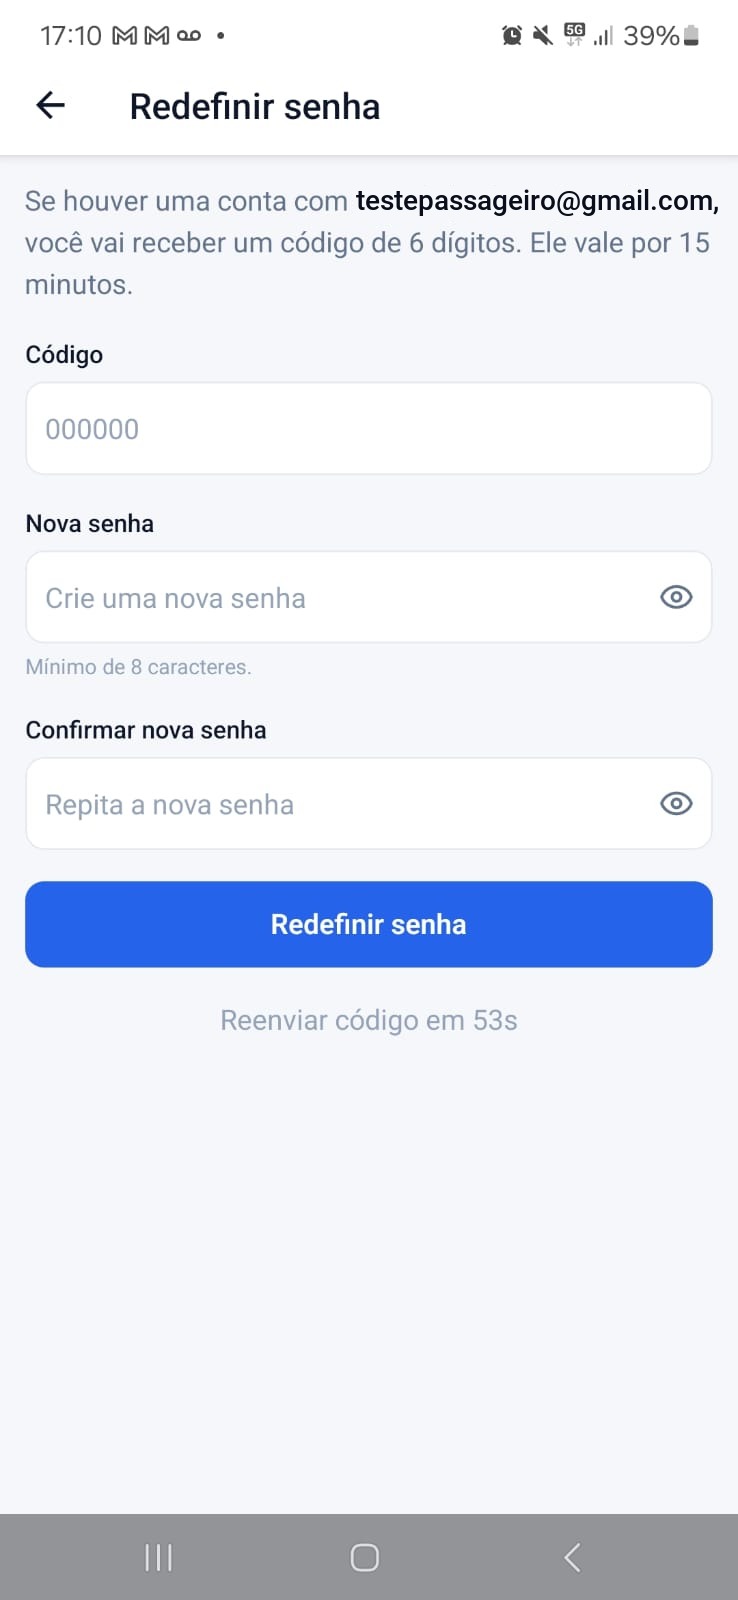 17:10
5G
39%
Redefinir senha
Se houver uma conta com testepassageiro@gmail.com,
você vai receber um código de 6 dígitos. Ele vale por 15
minutos.
Código
000000
Nova senha
Crie uma nova senha
Mínimo de 8 caracteres.
Confirmar nova senha
Repita a nova senha
Redefinir senha
Reenviar código em 53s